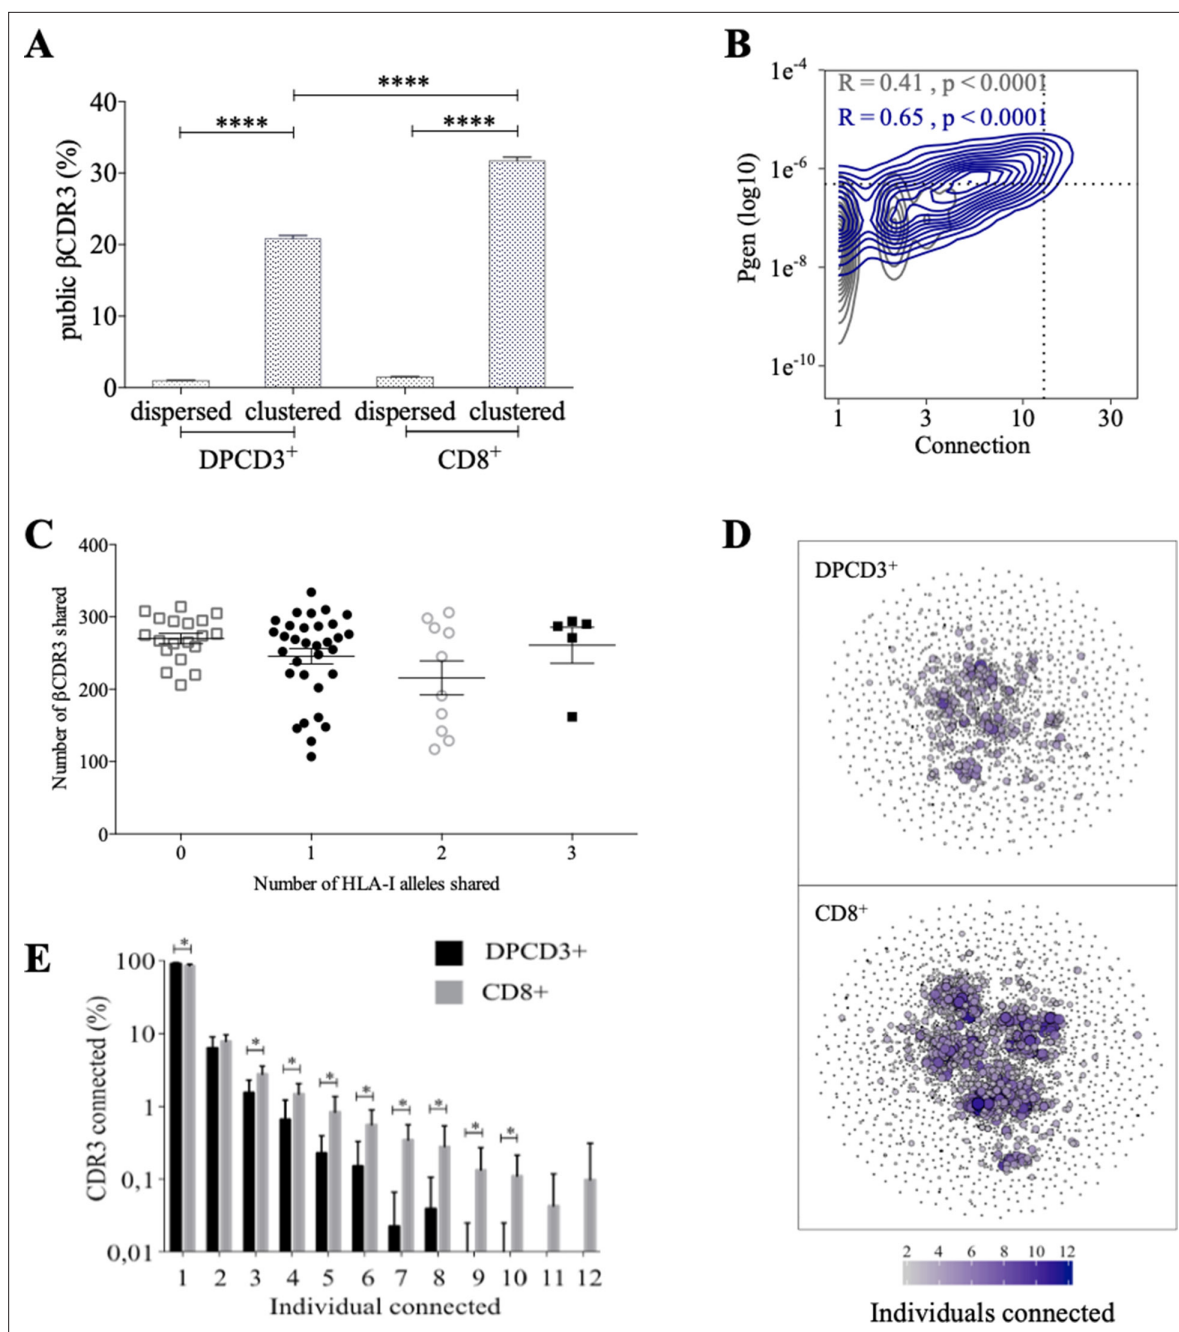 A
****
****
****
40
30
20
10
0
public βCDR3 (%)
dispersed clustered dispersed clustered
DPCD3+
CD8+
B
R = 0.41 , p < 0.0001
R = 0.65 , p < 0.0001
1e-4
1e-6
1e-8
1e-10
Pgen (log10)
1 3 10 30
Connection
C
400
300
200
100
0
Number of βCDR3 shared
0 1 2 3
Number of HLA-I alleles shared
D
DPCD3+
CD8+
2 4 6 8 10 12
Individuals connected
E
DPCD3+
CD8+
100
10
1
0,1
0,01
CDR3 connected (%)
* * * * * * * * *
1 2 3 4 5 6 7 8 9 10 11 12
Individual connected